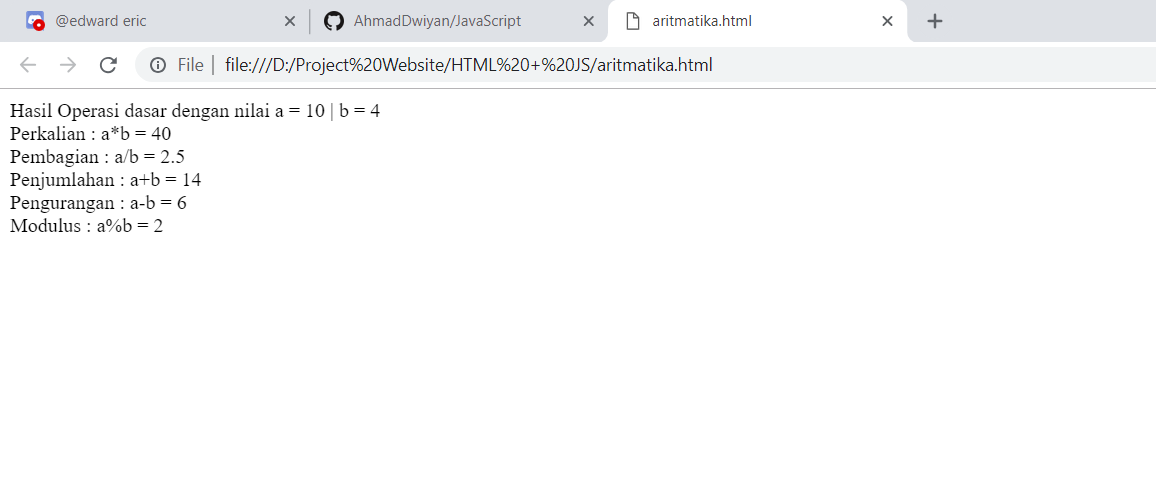 @edward eric
AhmadDwiyan/JavaScript
aritmatika.html
File
file:///D:/Project%20Website/HTML%20+%20JS/aritmatika.html
Hasil Operasi dasar dengan nilai a = 10 | b = 4
Perkalian : a*b = 40
Pembagian : a/b = 2.5
Penjumlahan : a+b = 14
Pengurangan : a-b = 6
Modulus : a%b = 2